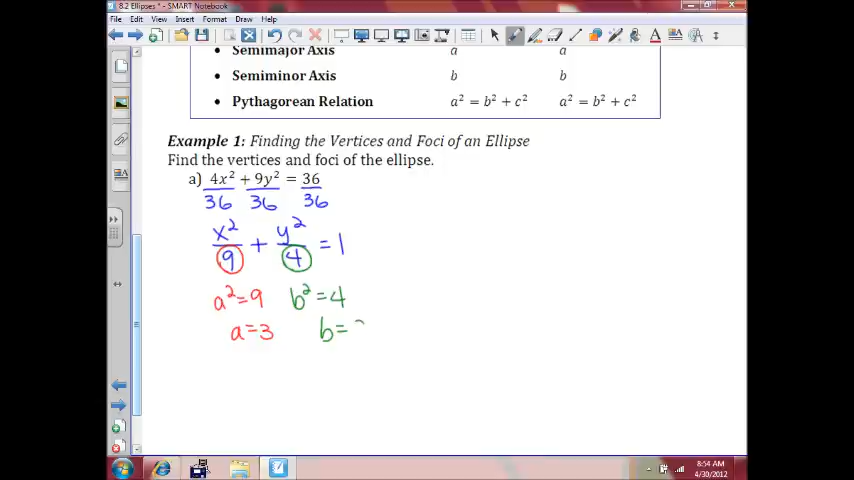 8.2 Ellipses * - SMART Notebook
File Edit View Insert Format Draw Help
• Semimajor Axis a a
• Semiminor Axis b b
• Pythagorean Relation a² = b² + c² a² = b² + c²
Example 1: Finding the Vertices and Foci of an Ellipse
Find the vertices and foci of the ellipse.
a) 4x² + 9y² = 36
36 36 36
x² y²
+ = 1
9 4
a²=9 b²=4
a=3 b=
8:54 AM
4/30/2012